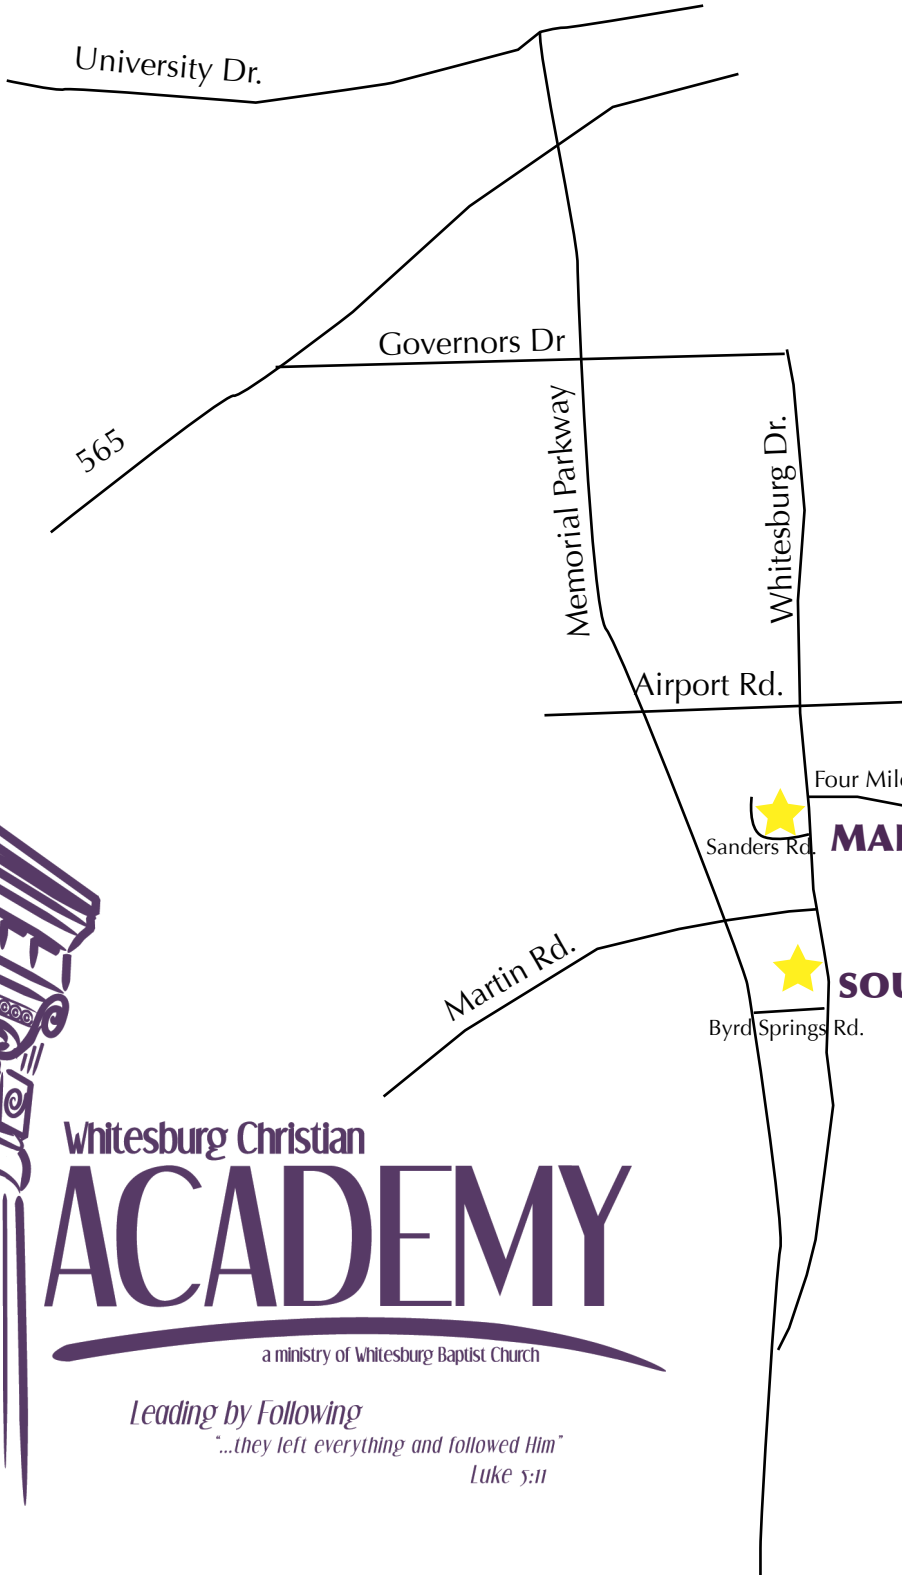 University Dr.
Governors Dr
565
Memorial Parkway
Whitesburg Dr.
Airport Rd.
Four
Sanders Rd.
Martin Rd.
Byrd Springs Rd.
Whitesburg Christian
ACADEMY
a ministry of Whitesburg Baptist Church
Leading by Following
"...they left everything and followed Him"
Luke 5:11